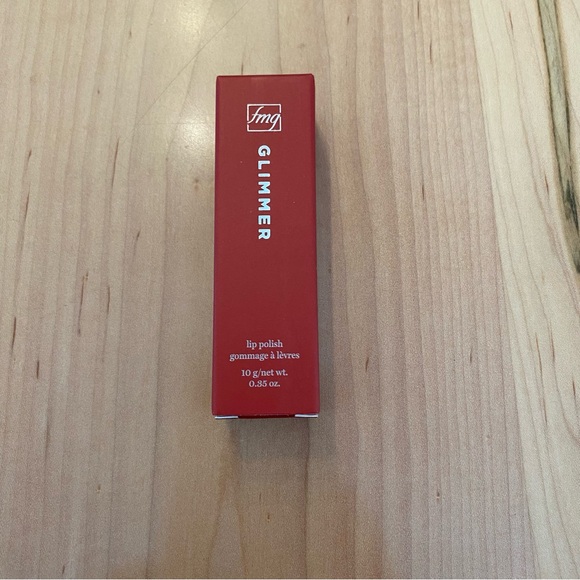 fmg
GLIMMER
lip polish
gommage à lèvres
10 g/net wt.
0.35 oz.